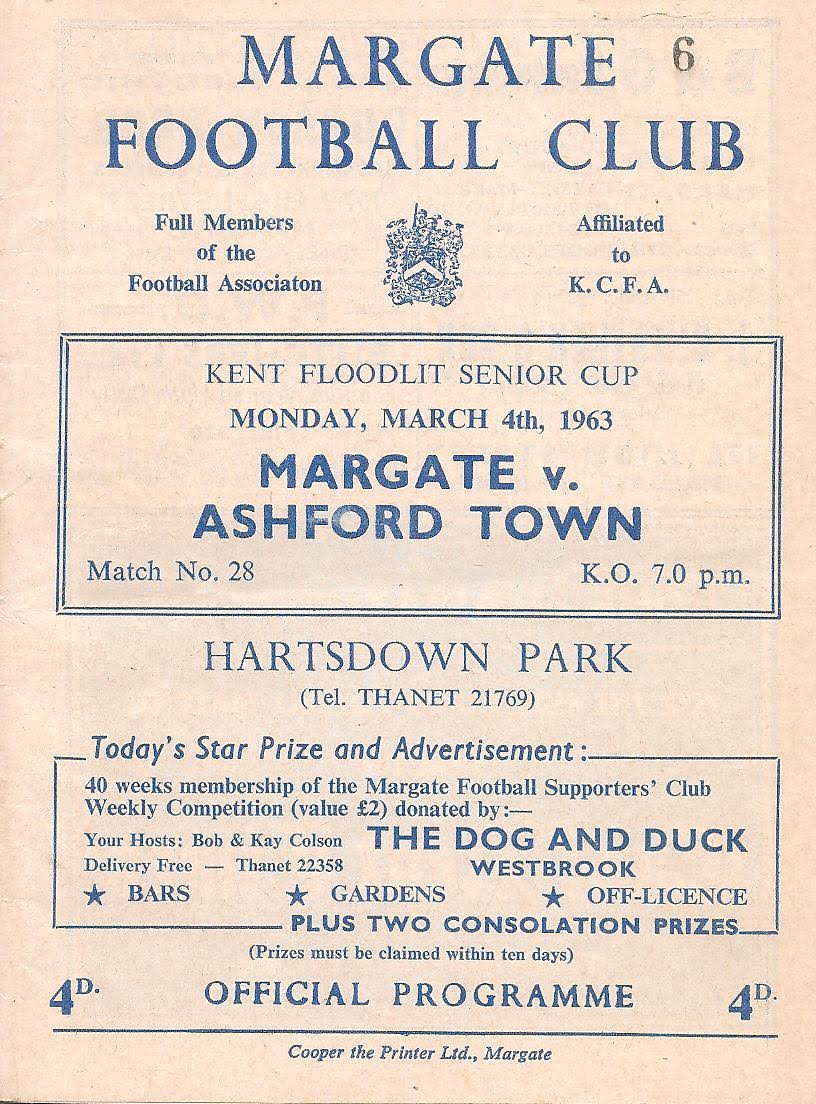 MARGATE 6
FOOTBALL CLUB
Full Members
of the
Football Associaton
Affiliated
to
K.C.F.A.
KENT FLOODLIT SENIOR CUP
MONDAY, MARCH 4th, 1963
MARGATE v.
ASHFORD TOWN
Match No. 28 K.O. 7.0 p.m.
HARTSDOWN PARK
(Tel. THANET 21769)
Today's Star Prize and Advertisement :
40 weeks membership of the Margate Football Supporters' Club
Weekly Competition (value £2) donated by:—
Your Hosts: Bob & Kay Colson THE DOG AND DUCK
Delivery Free — Thanet 22358 WESTBROOK
★ BARS ★ GARDENS ★ OFF-LICENCE
PLUS TWO CONSOLATION PRIZES
(Prizes must be claimed within ten days)
4D. OFFICIAL PROGRAMME 4D.
Cooper the Printer Ltd., Margate